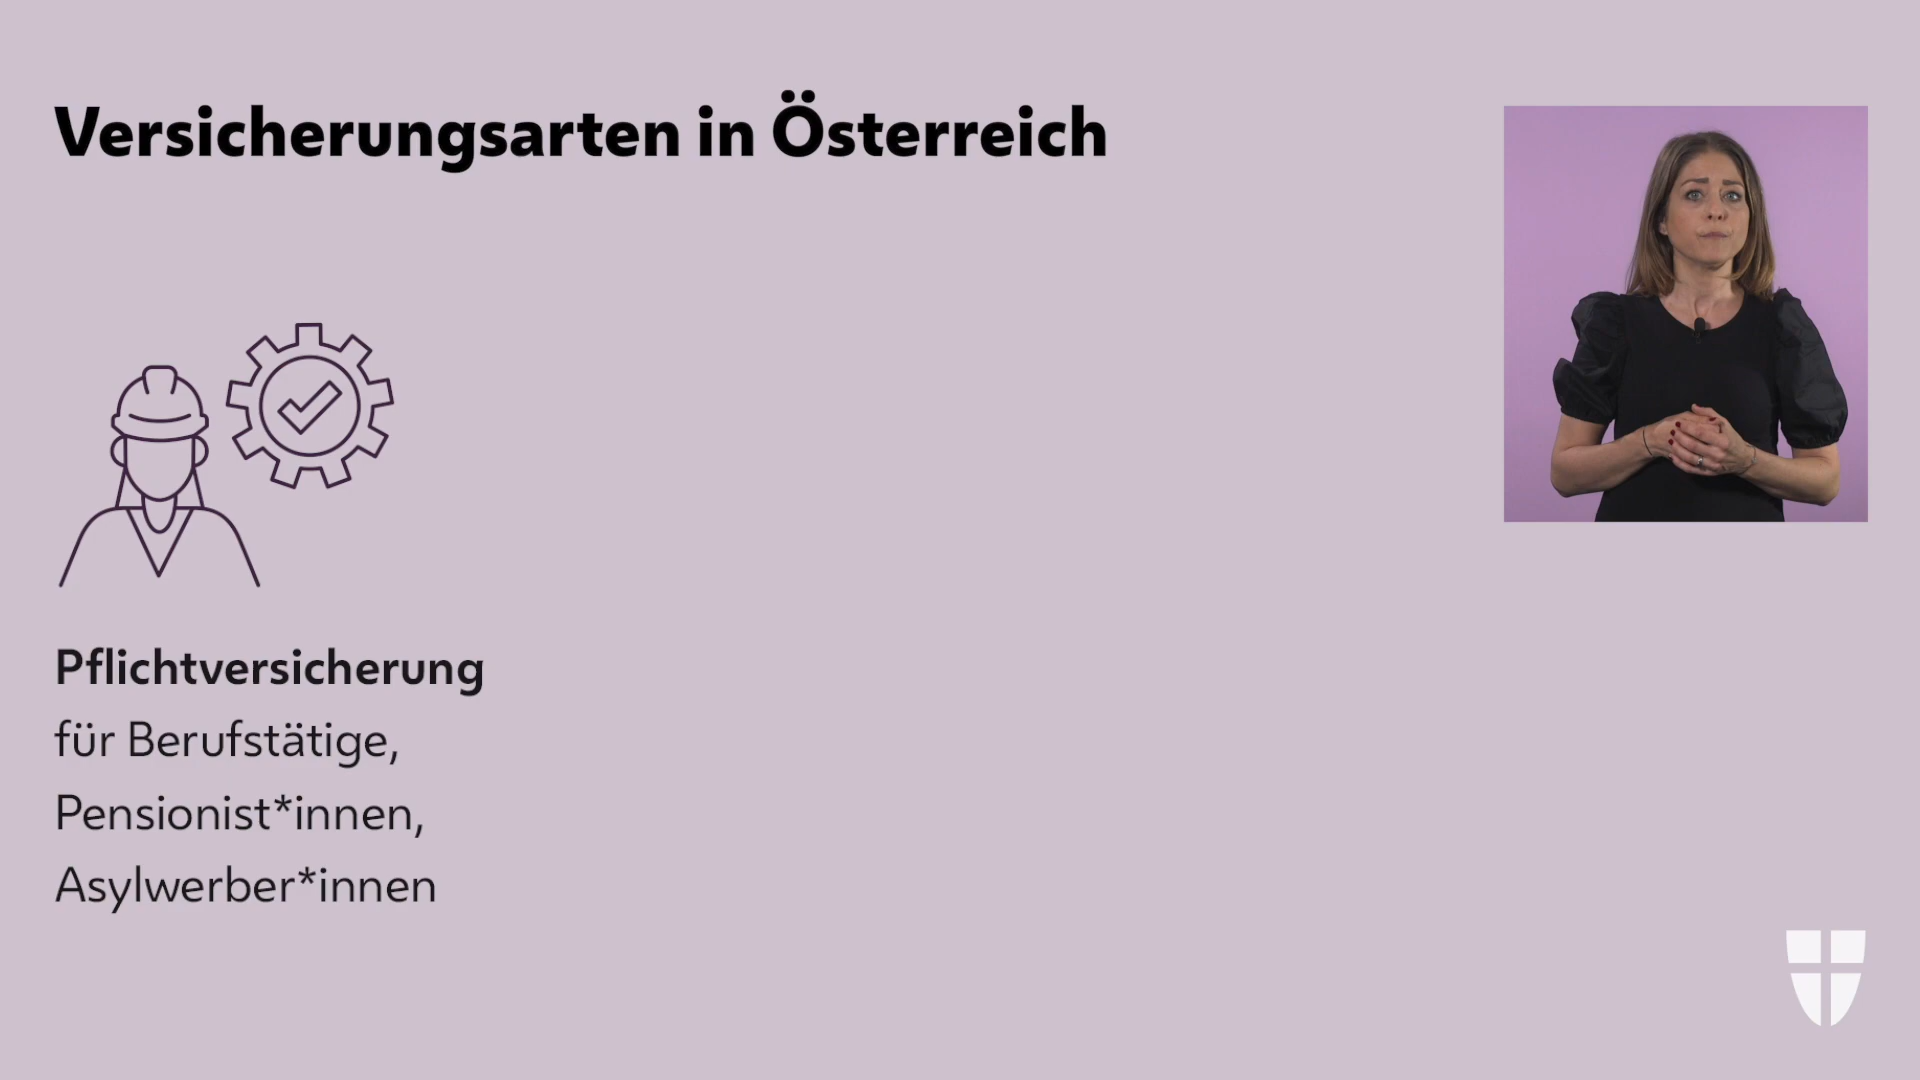 Versicherungsarten in Österreich
Pflichtversicherung
für Berufstätige,
Pensionist*innen,
Asylwerber*innen